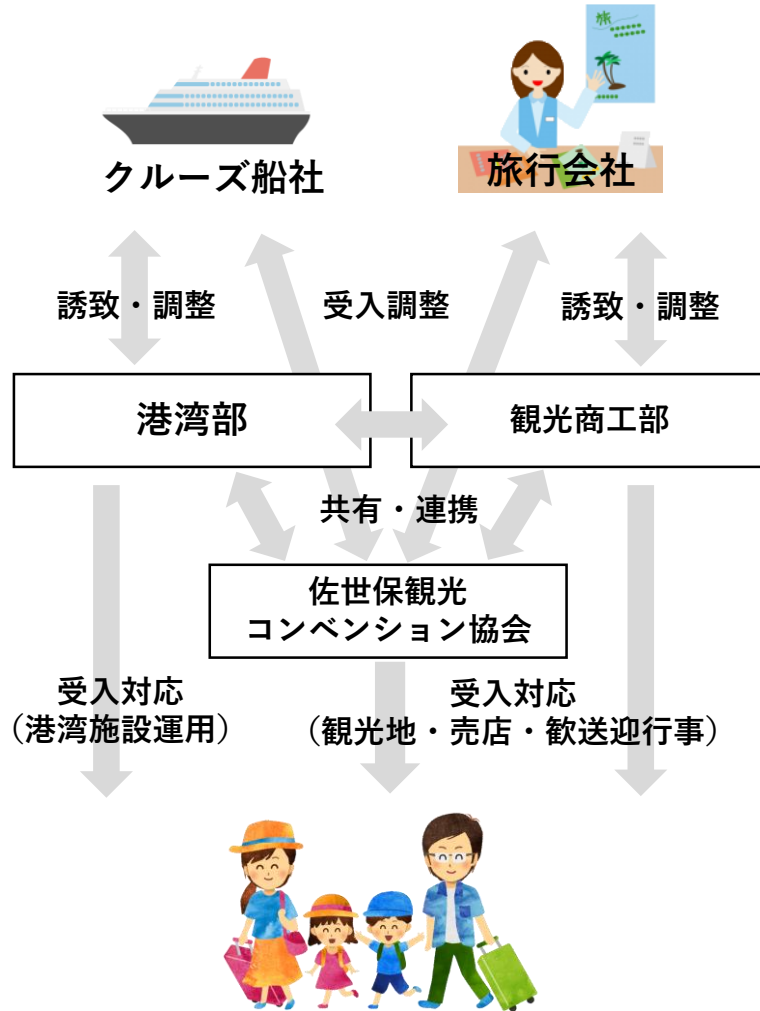 旅
クルーズ船社
旅行会社
誘致・調整
受入調整
誘致・調整
港湾部
観光商工部
共有・連携
佐世保観光
コンベンション協会
受入対応
（港湾施設運用）
受入対応
（観光地・売店・歓送迎行事）